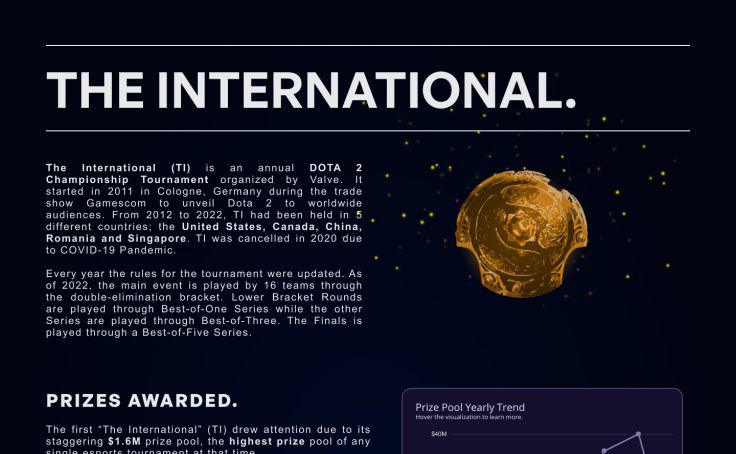 THE INTERNATIONAL.
The International (TI) is an annual DOTA 2
Championship Tournament organized by Valve. It
started in 2011 in Cologne, Germany during the trade
show Gamescom to unveil Dota 2 to worldwide
audiences. From 2012 to 2022, TI had been held in 5
different countries; the United States, Canada, China,
Romania and Singapore. TI was cancelled in 2020 due
to COVID-19 Pandemic.
Every year the rules for the tournament were updated. As
of 2022, the main event is played by 16 teams through
the double-elimination bracket. Lower Bracket Rounds
are played through Best-of-One Series while the other
Series are played through Best-of-Three. The Finals is
played through a Best-of-Five Series.
PRIZES AWARDED.
The first “The International” (TI) drew attention due to its
staggering $1.6M prize pool, the highest prize pool of any
single esports tournament at that time.
Prize Pool Yearly Trend
Hover the visualization to learn more.
$40M